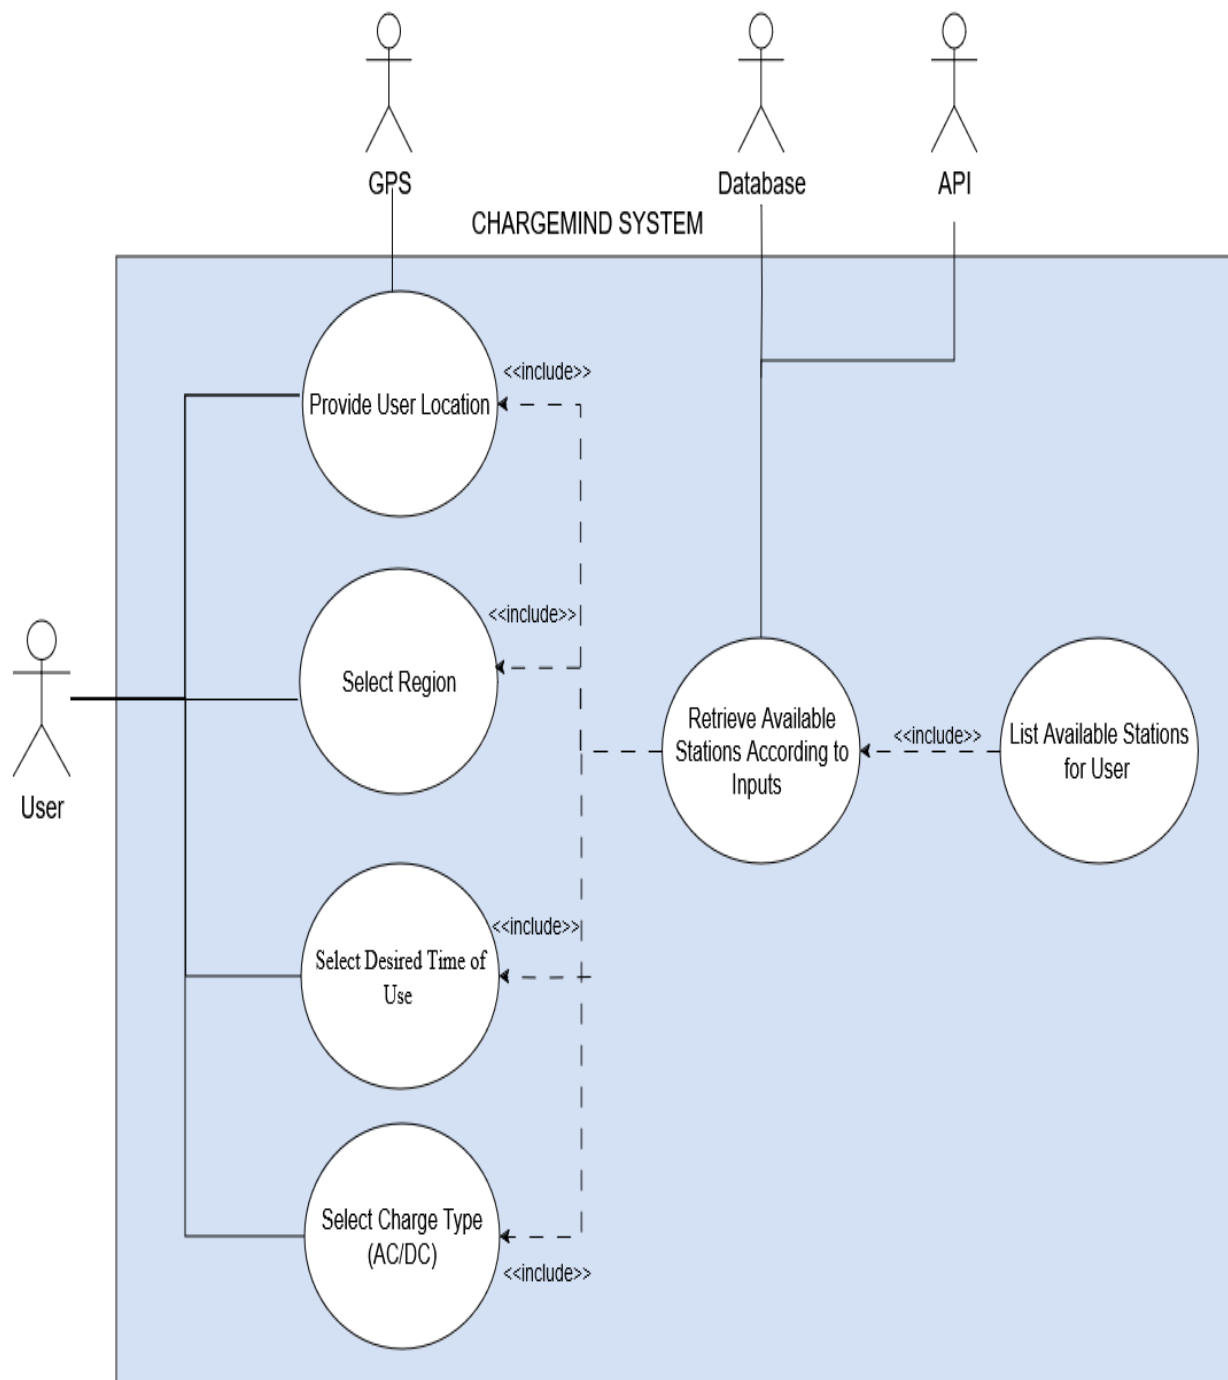 GPS
Database
API
CHARGEMIND SYSTEM
<<include>>
Provide User Location
<<include>>
Select Region
Retrieve Available
Stations According to
Inputs
<<include>>
List Available Stations
for User
User
<<include>>
Select Desired Time of
Use
Select Charge Type
(AC/DC)
<<include>>